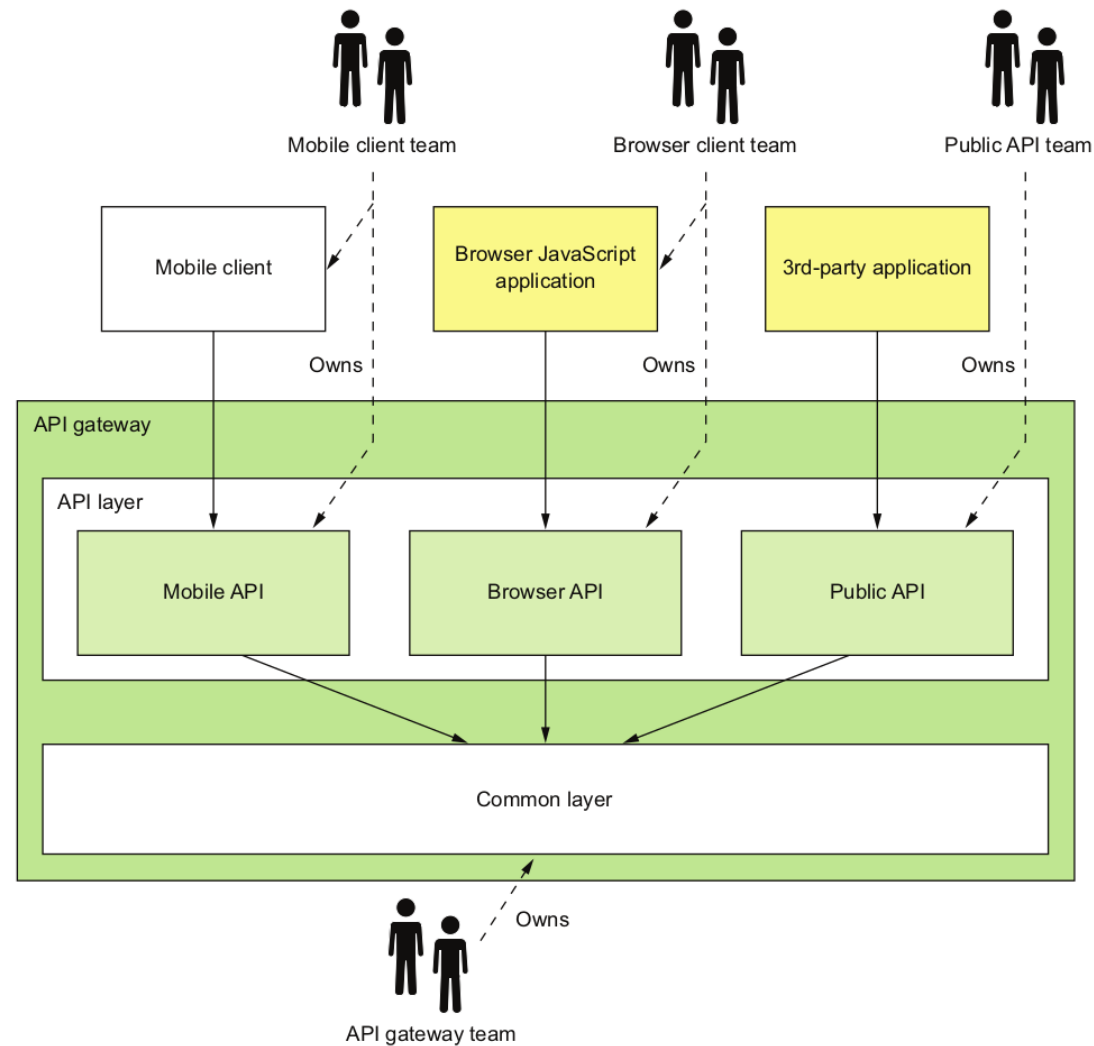 Mobile client team
Browser client team
Public API team
Mobile client
Browser JavaScript
application
3rd-party application
Owns
Owns
Owns
API gateway
API layer
Mobile API
Browser API
Public API
Common layer
Owns
API gateway team